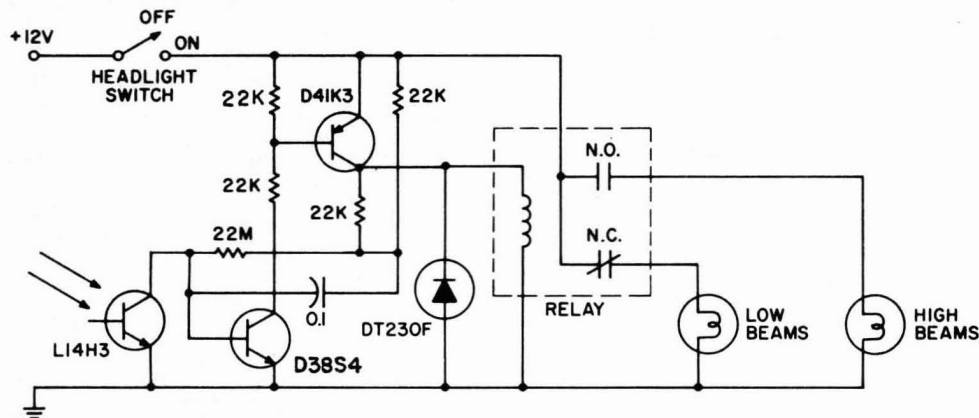 OFF
+12V
ON
HEADLIGHT
SWITCH
22K
D41K3
22K
N.O.
22K
22K
N.C.
22M
0.1
RELAY
DT230F
LOW
BEAMS
HIGH
BEAMS
L14H3
D38S4